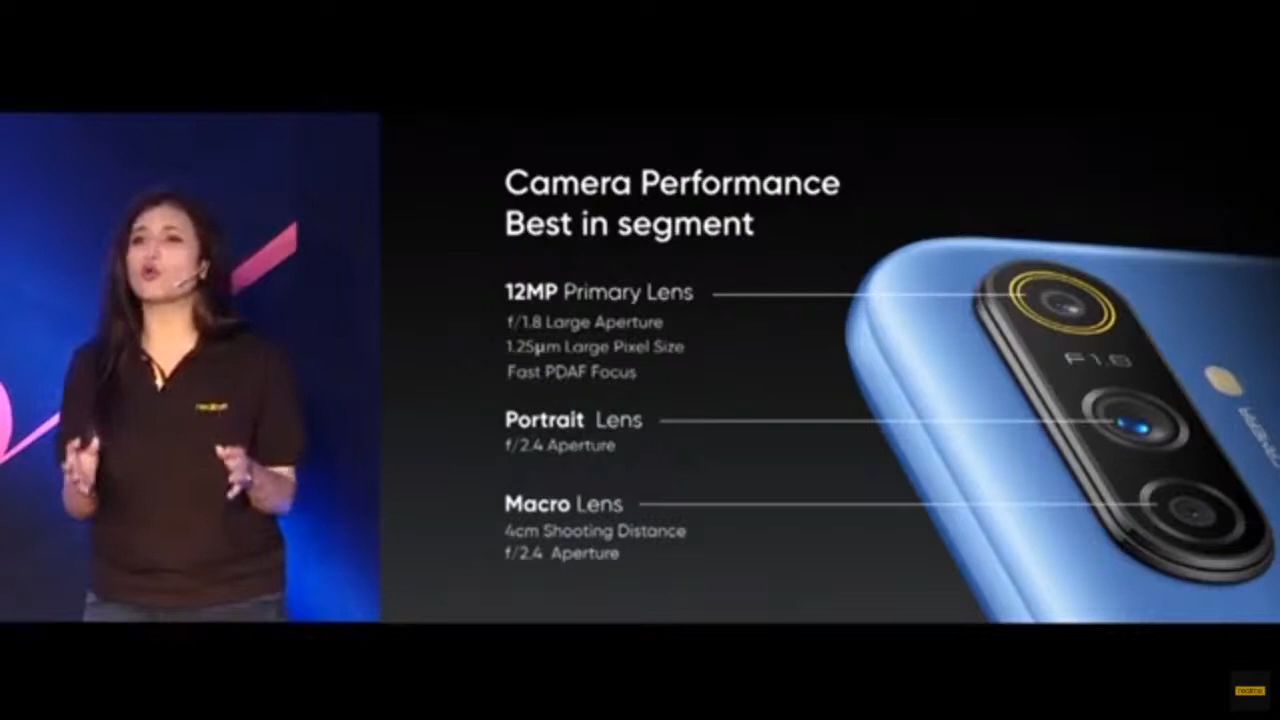 Camera Performance
Best in segment
12MP Primary Lens
f/1.8 Large Aperture
1.25µm Large Pixel Size
Fast PDAF Focus
Portrait Lens
f/2.4 Aperture
Macro Lens
4cm Shooting Distance
f/2.4 Aperture
F1.8
realme
realme